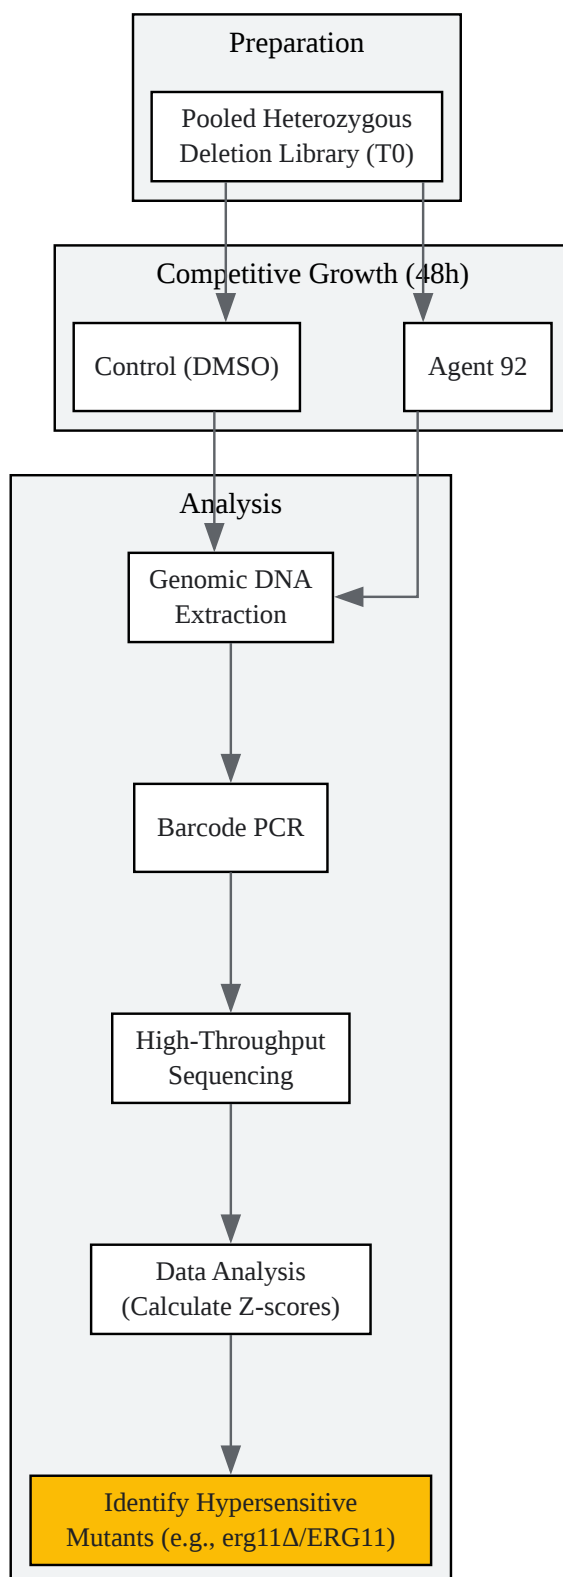 Preparation
Pooled Heterozygous
Deletion Library (T0)
Competitive Growth (48h)
Control (DMSO)
Agent 92
Analysis
Genomic DNA
Extraction
Barcode PCR
High-Throughput
Sequencing
Data Analysis
(Calculate Z-scores)
Identify Hypersensitive
Mutants (e.g., erg11Δ/ERG11)